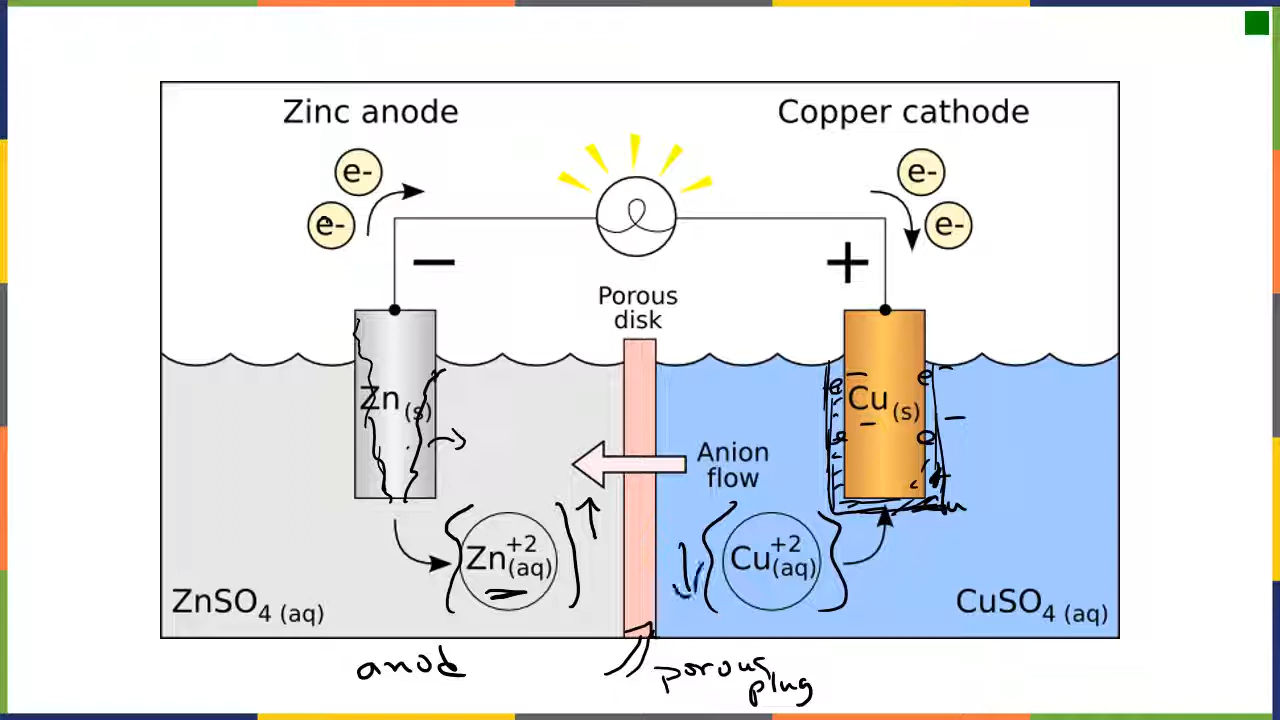 Zinc anode
Copper cathode
e-
e-
e-
e-
−
+
Porous
disk
Zn (s)
Cu (s)
Anion
flow
Zn+2(aq)
Cu+2(aq)
ZnSO4 (aq)
CuSO4 (aq)
anod
porous
plug